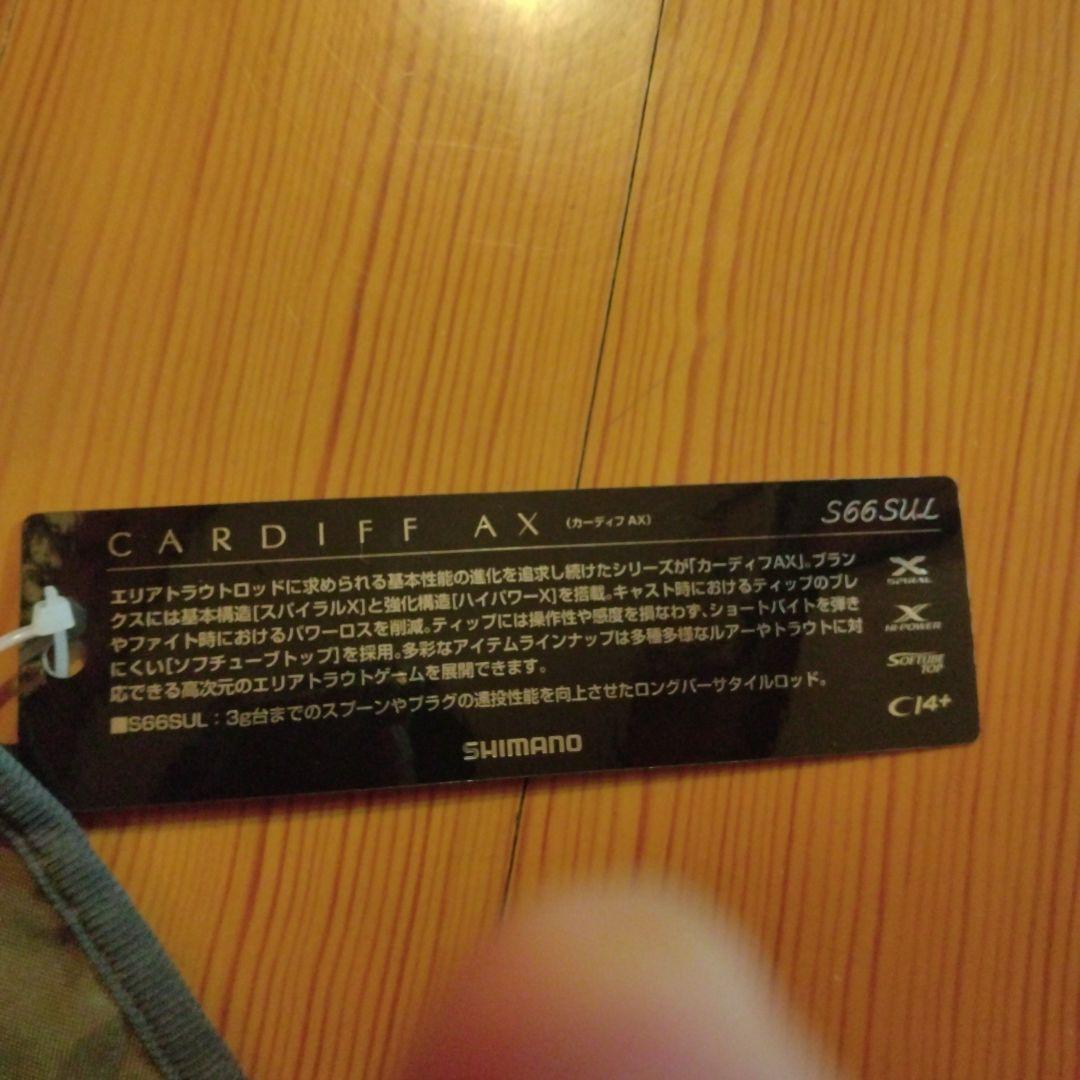 CARDIFF AX (カーディフAX) S66SUL
エリアトラウトロッドに求められる基本性能の進化を追求し続けたシリーズが「カーディフAX」。ブラン
クスには基本構造[スパイラルX]と強化構造[ハイパワーX]を搭載。キャスト時におけるティップのブレ
やファイト時におけるパワーロスを削減。ティップには操作性や感度を損なわず、ショートバイトを弾き
にくい[ソフチューブトップ]を採用。多彩なアイテムラインナップは多種多様なルアーやトラウトに対
応できる高次元のエリアトラウトゲームを展開できます。
■S66SUL:3g台までのスプーンやプラグの遠投性能を向上させたロングバーサタイルロッド。
X SPIRAL
X HI-POWER
SOFTUBE TOP
CI4+
SHIMANO